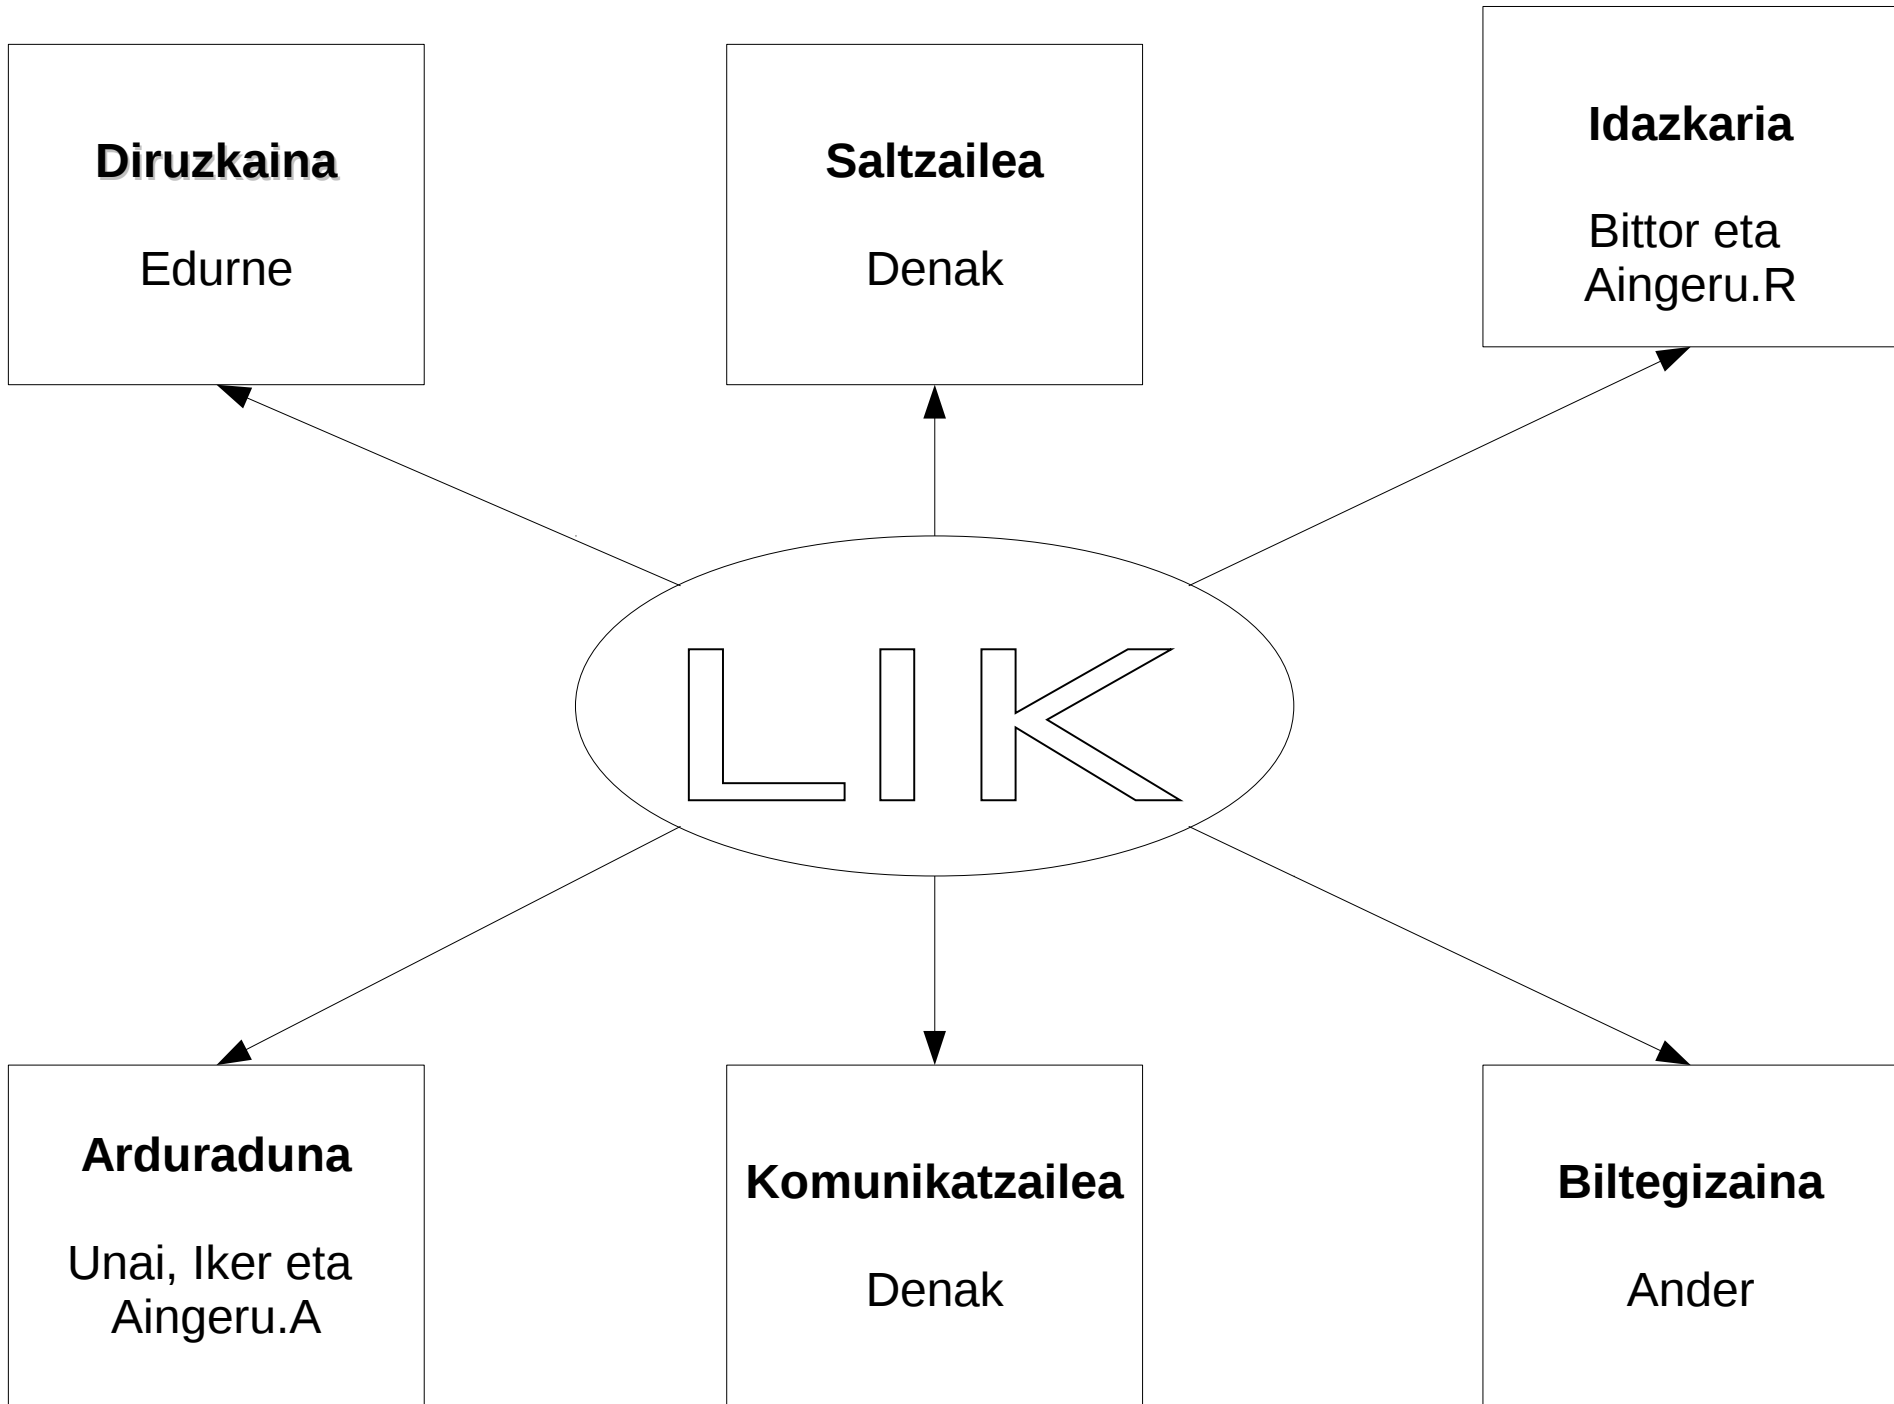 Diruzkaina
Edurne
Saltzailea
Denak
Idazkaria
Bittor eta
Aingeru.R
LIK
Arduraduna
Unai, Iker eta
Aingeru.A
Komunikatzailea
Denak
Biltegizaina
Ander